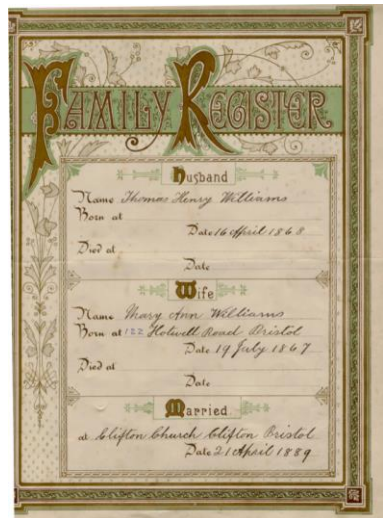 Family Register
Husband
Name Thomas Henry Williams
Born at
Date 16 April 1868
Died at
Date
Wife
Name Mary Ann Williams
Born at 122 Hotwell Road Bristol
Date 19 July 1867
Died at
Date
Married
at Clifton Church Clifton Bristol
Date 21 April 1889